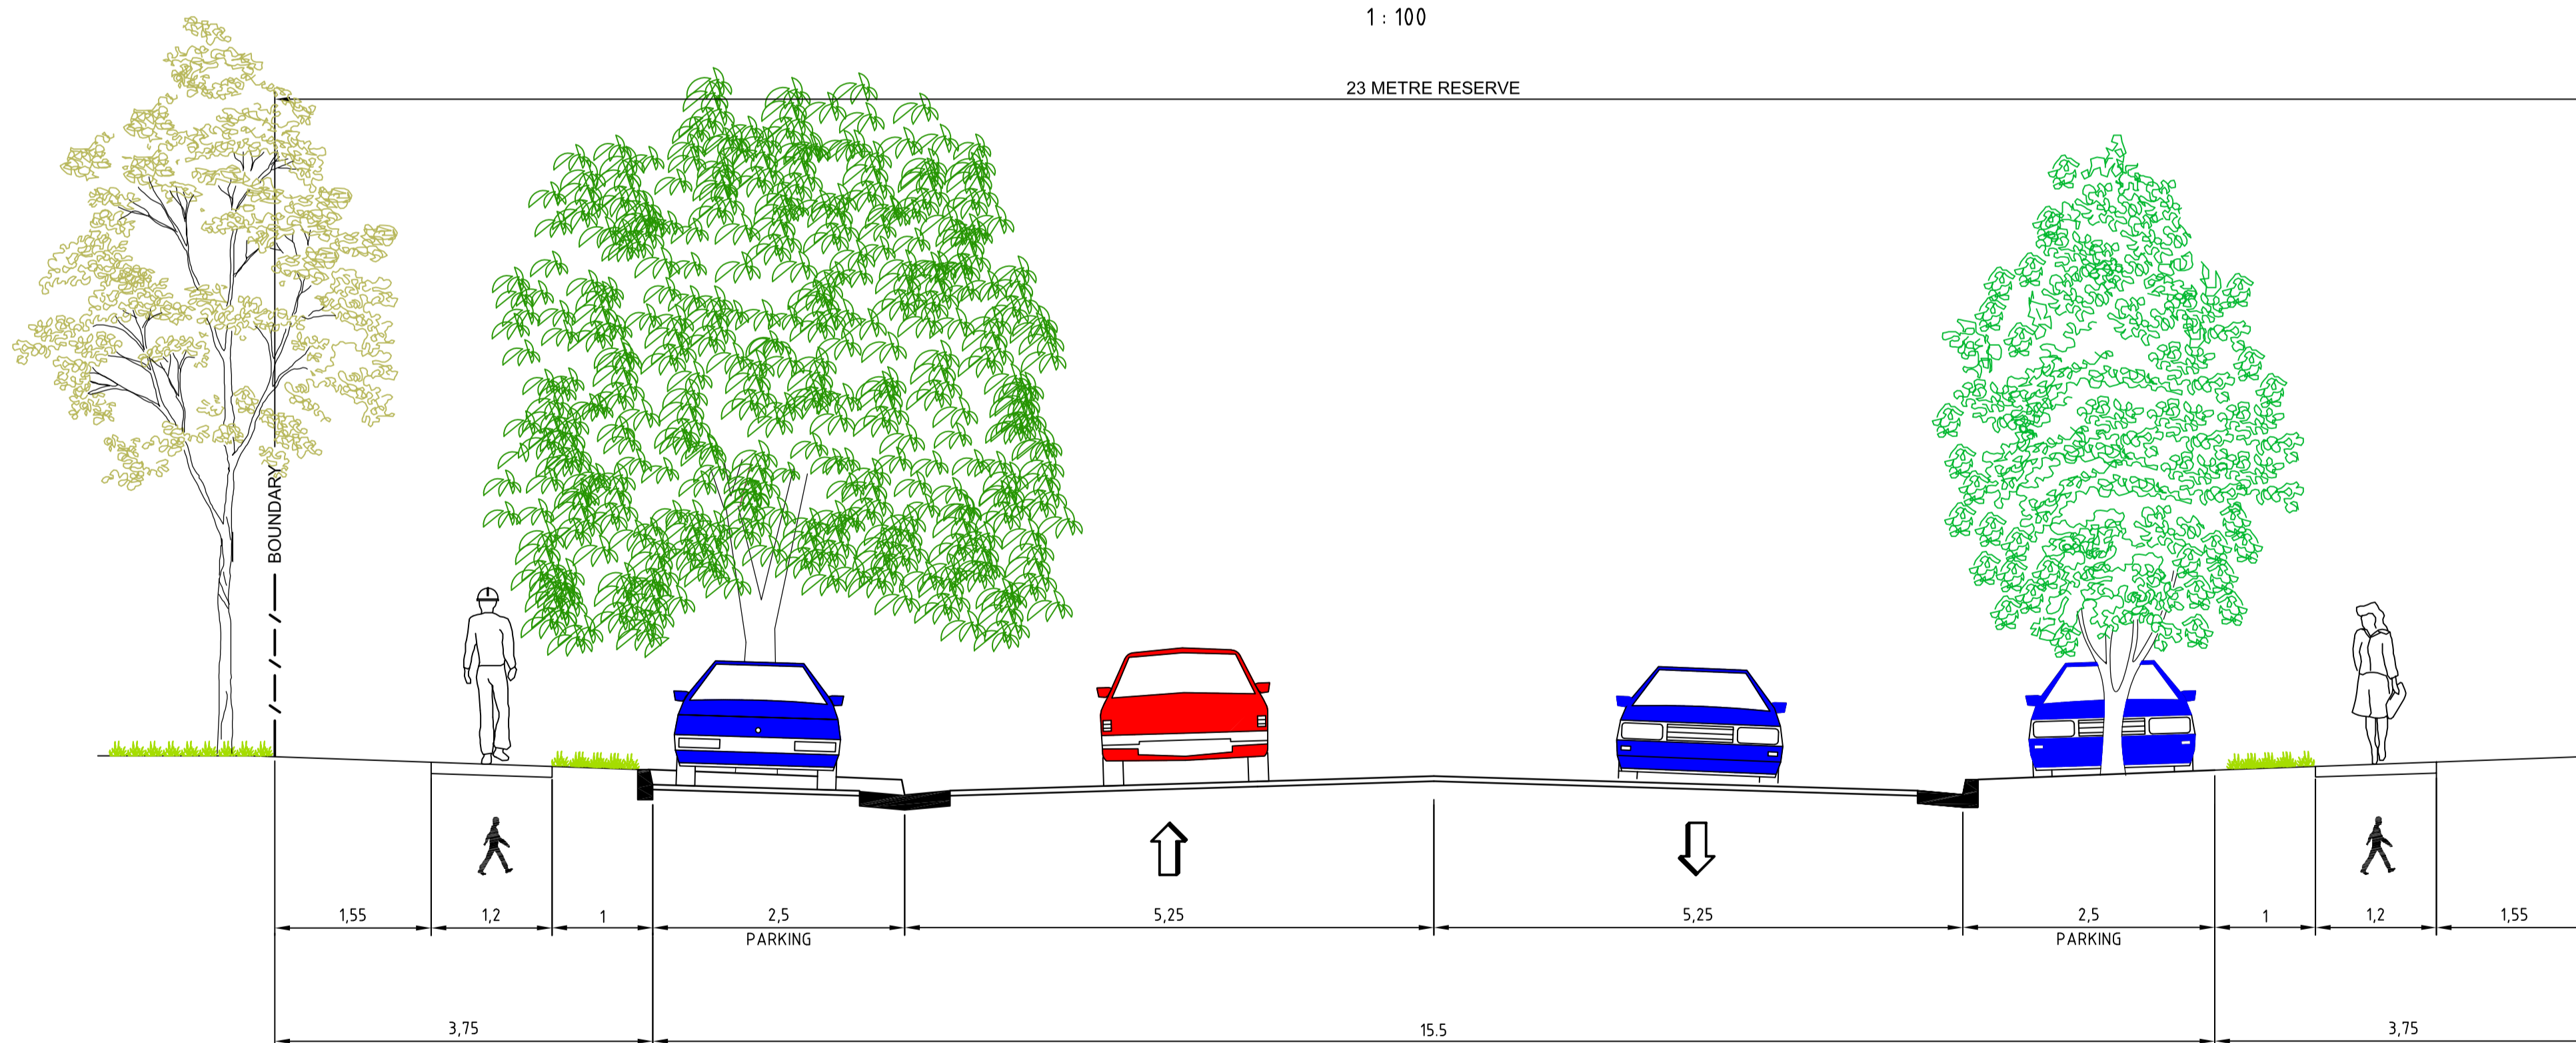 1 : 100
23 METRE RESERVE
BOUNDARY
1,55 1,2 1 2,5 5,25 5,25 2,5 1 1,2 1,55
PARKING PARKING
3,75 15.5 3,75